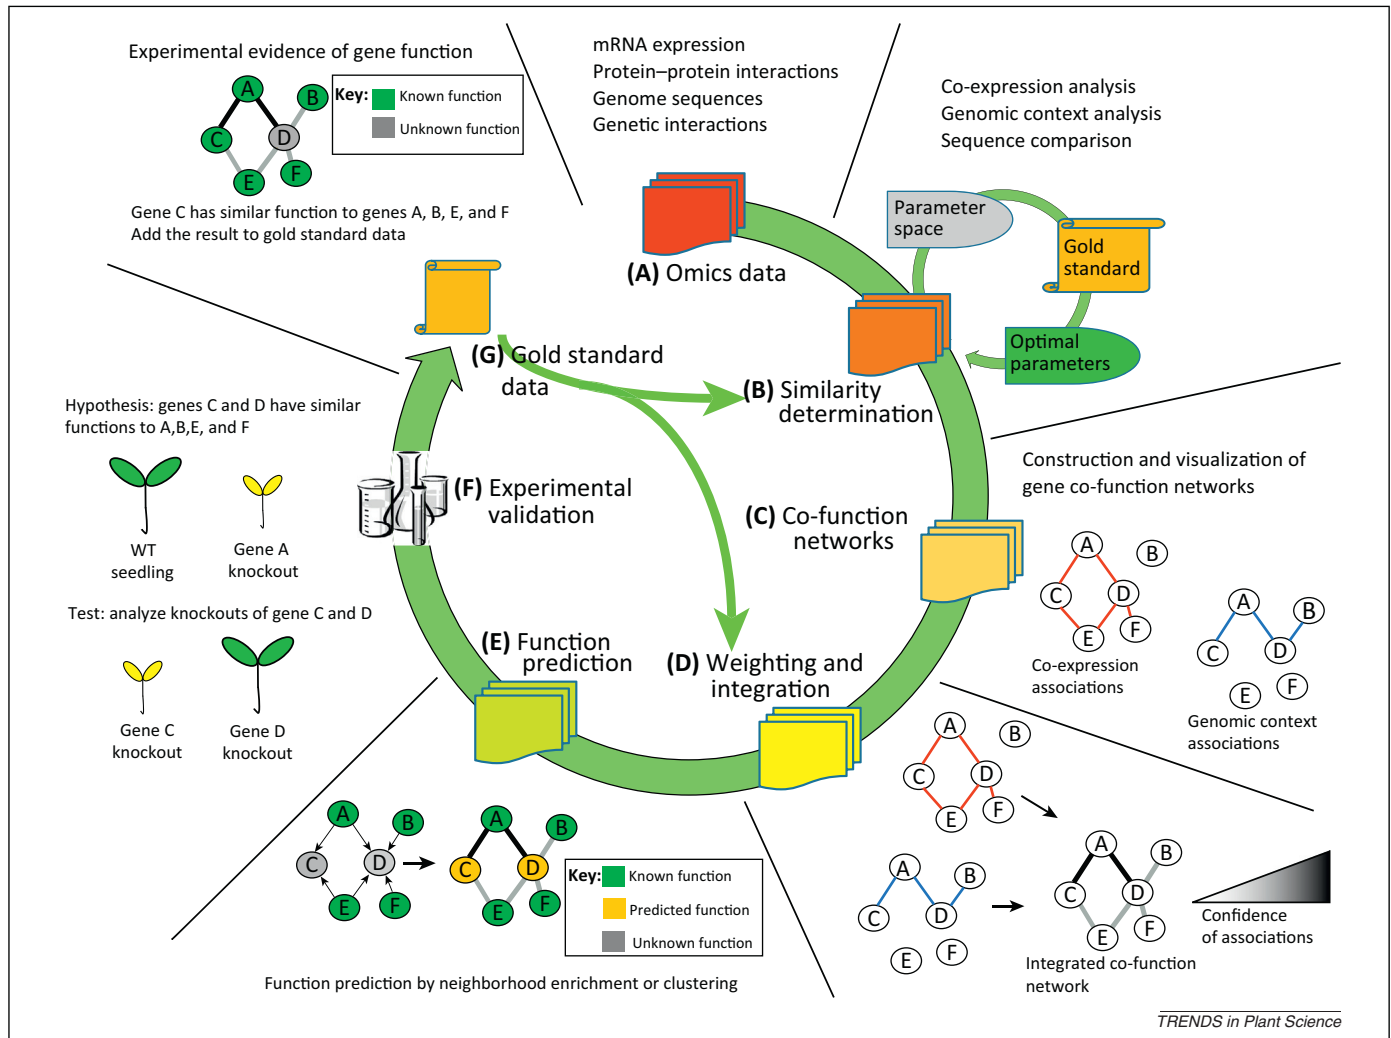 Experimental evidence of gene function
A
B
C
D
E
F
Key:
Known function
Unknown function
Gene C has similar function to genes A, B, E, and F
Add the result to gold standard data
mRNA expression
Protein–protein interactions
Genome sequences
Genetic interactions
Co-expression analysis
Genomic context analysis
Sequence comparison
Parameter
space
Gold
standard
Optimal
parameters
(A) Omics data
(B) Similarity
determination
(C) Co-function
networks
(D) Weighting and
integration
(E) Function
prediction
(F) Experimental
validation
(G) Gold standard
data
Construction and visualization of
gene co-function networks
A
B
C
D
E
F
Co-expression
associations
A
B
C
D
E
F
Genomic context
associations
A
B
C
D
E
F
A
B
C
D
E
F
A
B
C
D
E
F
Integrated co-function
network
Confidence
of associations
A
B
C
D
E
F
A
B
C
D
E
F
Key:
Known function
Predicted function
Unknown function
Function prediction by neighborhood enrichment or clustering
Hypothesis: genes C and D have similar
functions to A,B,E, and F
WT
seedling
Gene A
knockout
Test: analyze knockouts of gene C and D
Gene C
knockout
Gene D
knockout
TRENDS in Plant Science